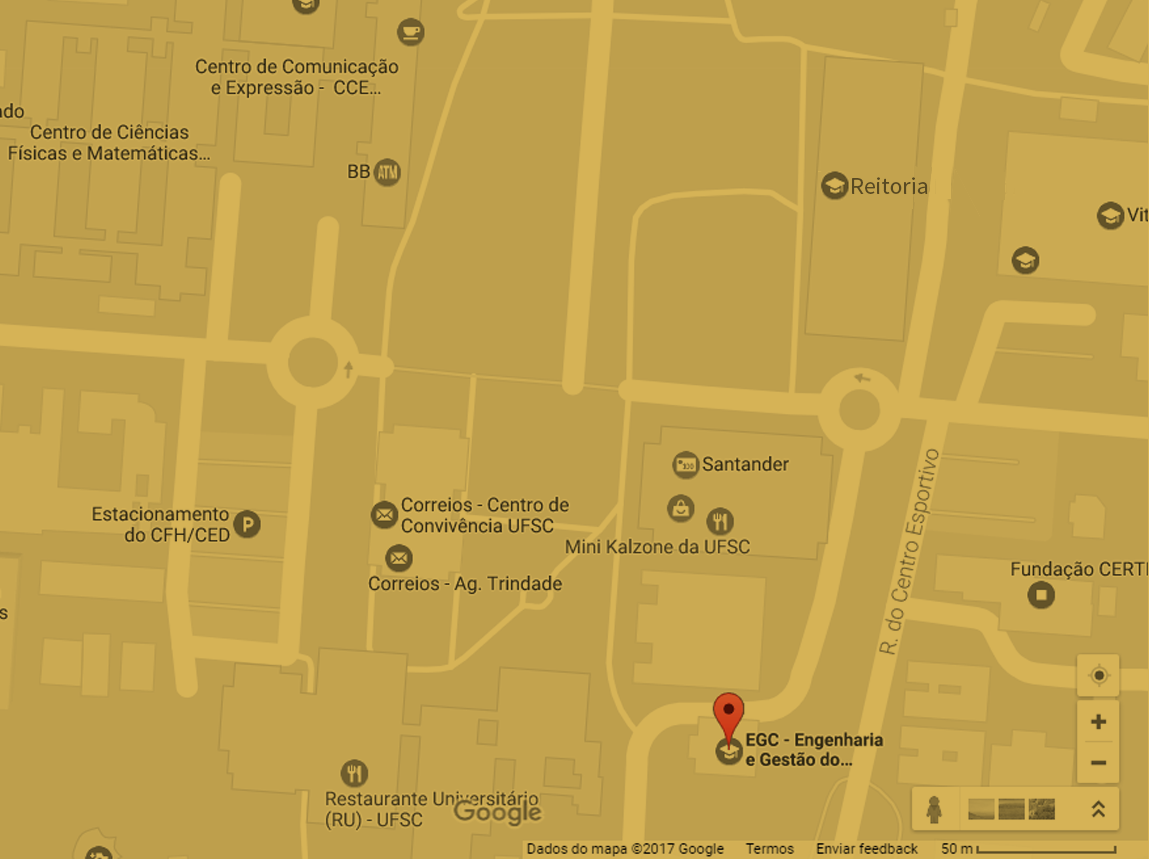 Centro de Comunicação
e Expressão - CCE...
ado
Centro de Ciências
Físicas e Matemáticas...
BB ATM
Reitoria
Vit
Santander
Correios - Centro de
Convivência UFSC
Estacionamento
do CFH/CED
P
Mini Kalzone da UFSC
Correios - Ag. Trindade
R. do Centro Esportivo
Fundação CERTI
s
EGC - Engenharia
e Gestão do...
Restaurante Universitário
(RU) - UFSC
Google
Dados do mapa ©2017 Google Termos Enviar feedback 50 m